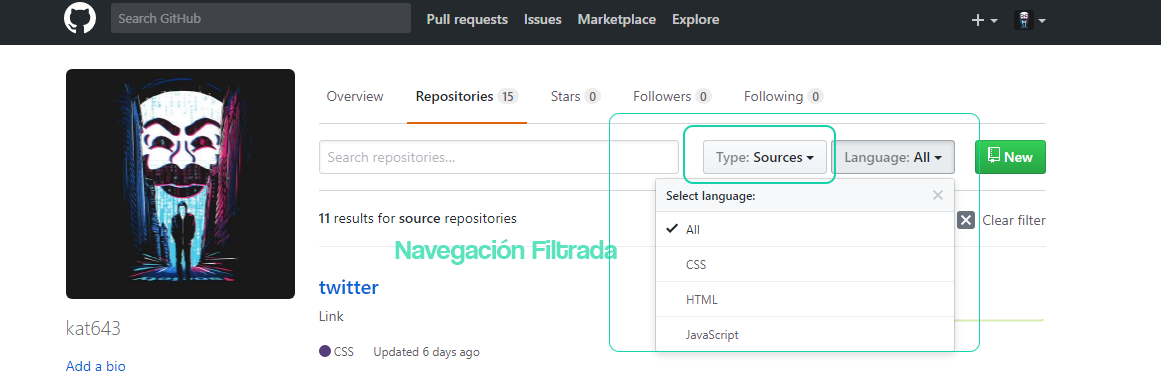 Search GitHub Pull requests Issues Marketplace Explore
Overview Repositories 15 Stars 0 Followers 0 Following 0
Search repositories... Type: Sources Language: All New
Select language:
11 results for source repositories Clear filter
All
Navegación Filtrada
CSS
twitter
HTML
Link
kat643
JavaScript
CSS Updated 6 days ago
Add a bio